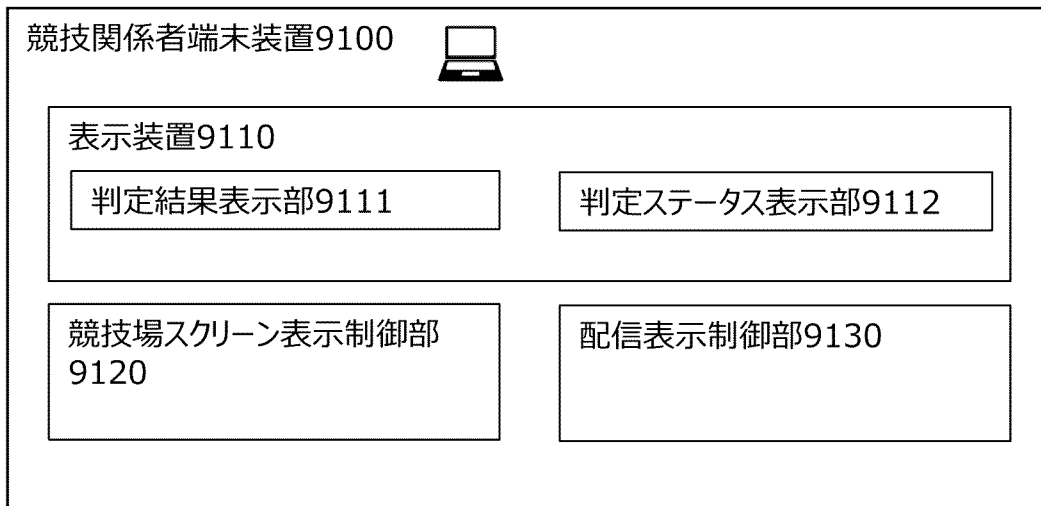 競技関係者端末装置9100
表示装置9110
判定結果表示部9111
判定ステータス表示部9112
競技場スクリーン表示制御部
9120
配信表示制御部9130